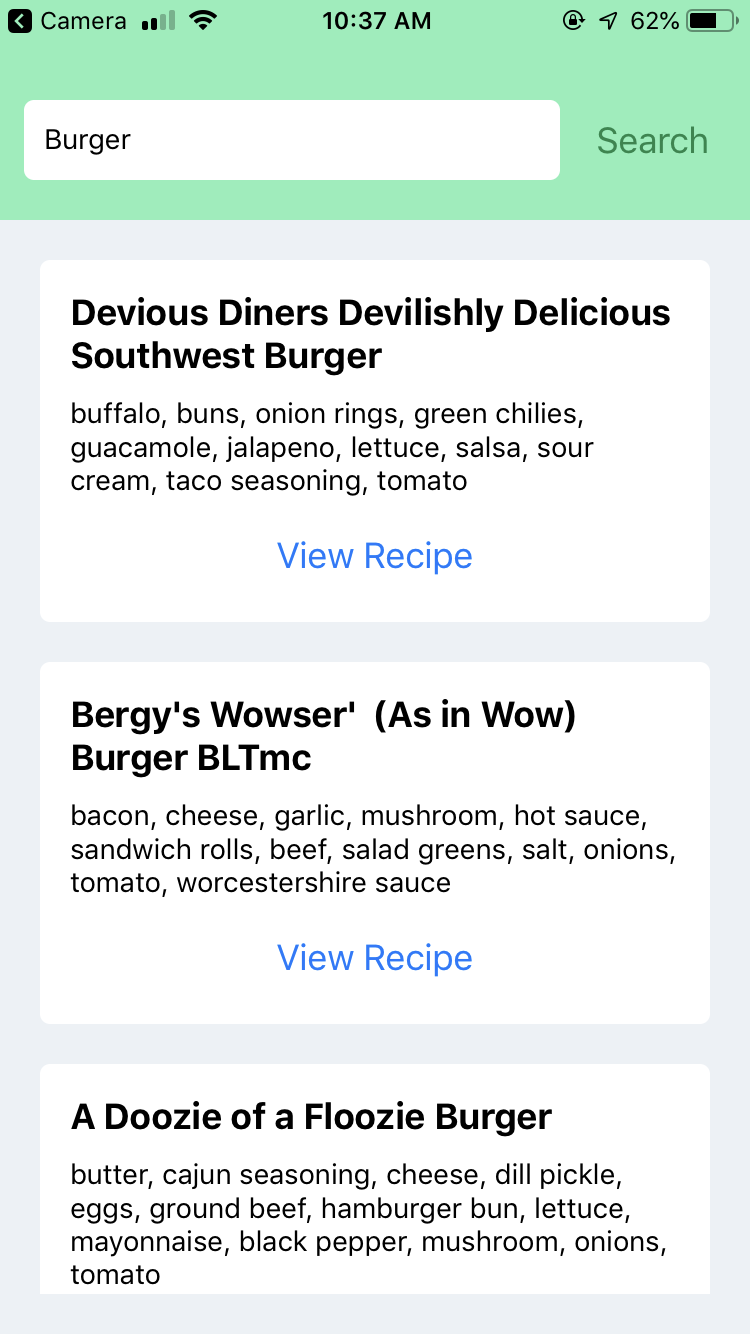 Camera 10:37 AM 62%
Burger Search
Devious Diners Devilishly Delicious
Southwest Burger
buffalo, buns, onion rings, green chilies,
guacamole, jalapeno, lettuce, salsa, sour
cream, taco seasoning, tomato
View Recipe
Bergy's Wowser'  (As in Wow)
Burger BLTmc
bacon, cheese, garlic, mushroom, hot sauce,
sandwich rolls, beef, salad greens, salt, onions,
tomato, worcestershire sauce
View Recipe
A Doozie of a Floozie Burger
butter, cajun seasoning, cheese, dill pickle,
eggs, ground beef, hamburger bun, lettuce,
mayonnaise, black pepper, mushroom, onions,
tomato